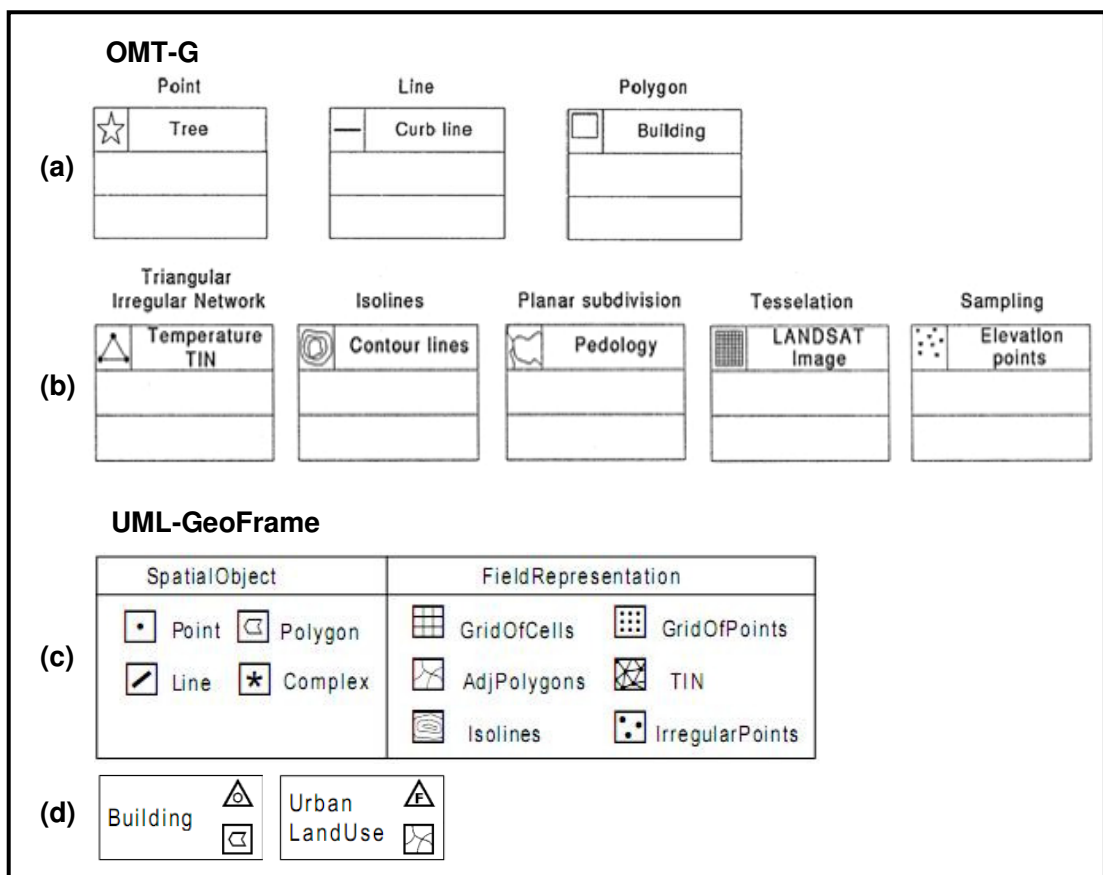 OMT-G
Point Line Polygon
(a)
Tree Curb line Building
Triangular
Irregular Network Isolines Planar subdivision Tesselation Sampling
(b)
Temperature
TIN
Contour lines
Pedology
LANDSAT
Image
Elevation
points
UML-GeoFrame
(c)
SpatialObject FieldRepresentation
Point Polygon GridOfCells GridOfPoints
Line Complex AdjPolygons TIN
Isolines IrregularPoints
(d)
Building O
Urban F
LandUse